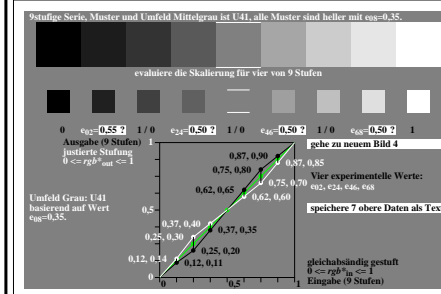 9stufige Serie, Muster und Umfeld Mittelgrau ist U41, alle Muster sind heller mit e08=0,35.
evaluiere die Skalierung für vier von 9 Stufen
0 e02=0,55 ? 1 / 0 e24=0,50 ? 1 / 0 e46=0,50 ? 1 / 0 e68=0,50 ? 1
Ausgabe (9 Stufen)
justierte Stufung
0 <= rgb*out <= 1
1
0,87, 0,90
0,87, 0,85
gehe zu neuem Bild 4
0,75, 0,80
0,75, 0,70
Vier experimentelle Werte:
e02, e24, e46, e68
0,62, 0,65
0,62, 0,60
Umfeld Grau: U41
basierend auf Wert
e08=0,35.
0,5
speichere 7 obere Daten als Tex
0,37, 0,40
0,37, 0,35
0,25, 0,30
0,25, 0,20
0,12, 0,14
0,12, 0,11
gleichabsändig gestuft
0 <= rgb*in <= 1
Eingabe (9 Stufen)
0
0
0,5
1